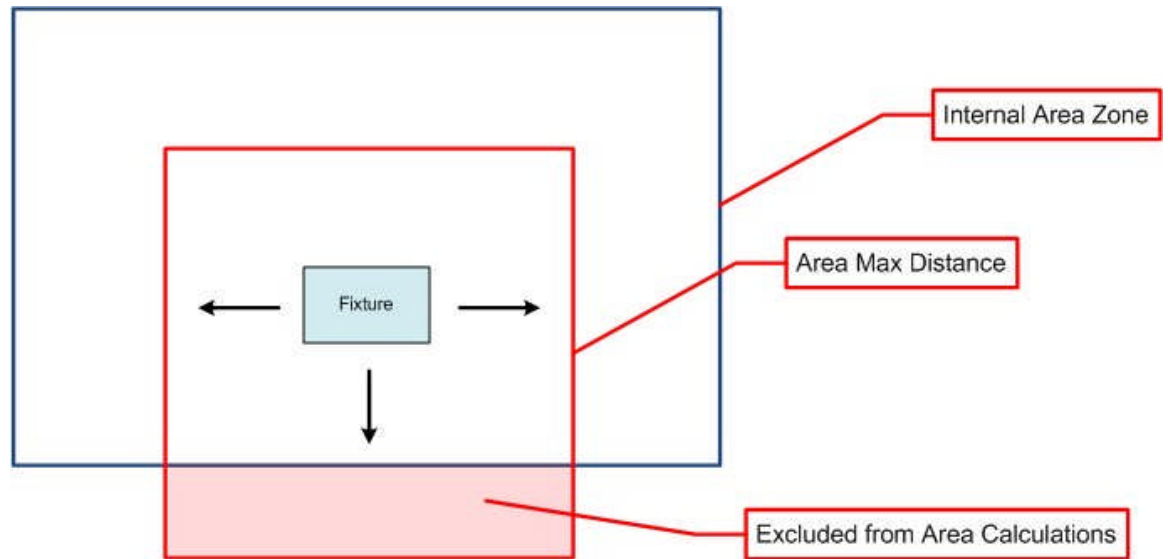 Internal Area Zone
Area Max Distance
Fixture
Excluded from Area Calculations